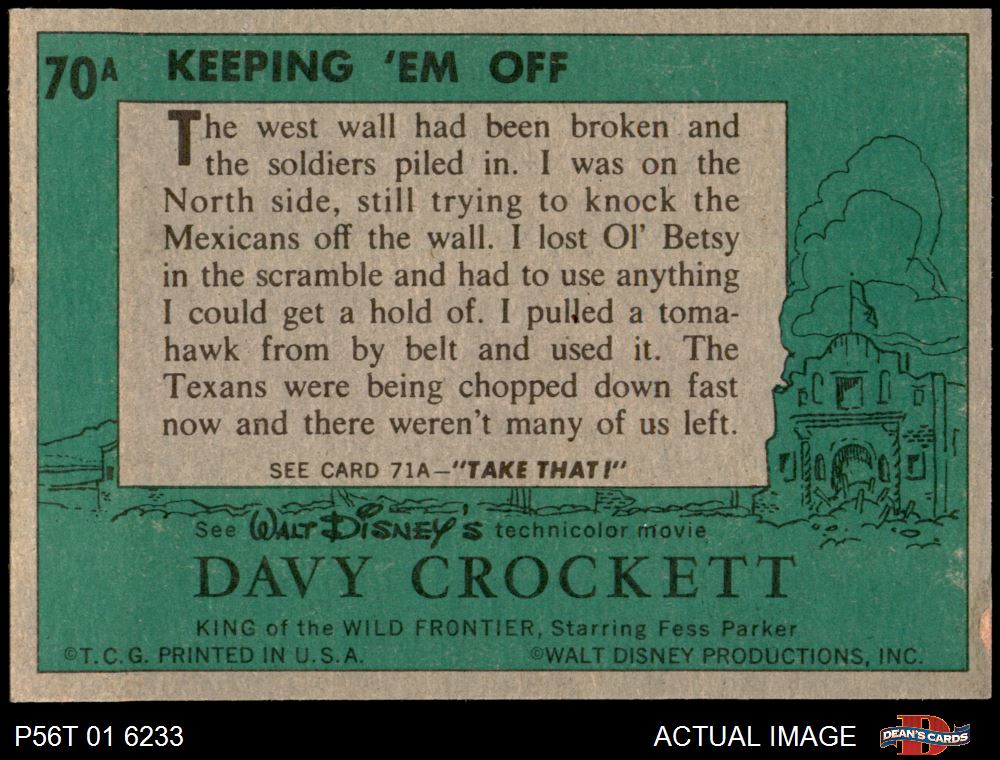 70A KEEPING 'EM OFF
The west wall had been broken and
the soldiers piled in. I was on the
North side, still trying to knock the
Mexicans off the wall. I lost Ol' Betsy
in the scramble and had to use anything
I could get a hold of. I pulled a toma-
hawk from by belt and used it. The
Texans were being chopped down fast
now and there weren't many of us left.
SEE CARD 71A—"TAKE THAT!"
See WALT DISNEY'S technicolor movie
DAVY CROCKETT
KING of the WILD FRONTIER, Starring Fess Parker
©T.C.G. PRINTED IN U.S.A. ©WALT DISNEY PRODUCTIONS, INC.
P56T 01 6233 ACTUAL IMAGE D DEAN'S CARDS